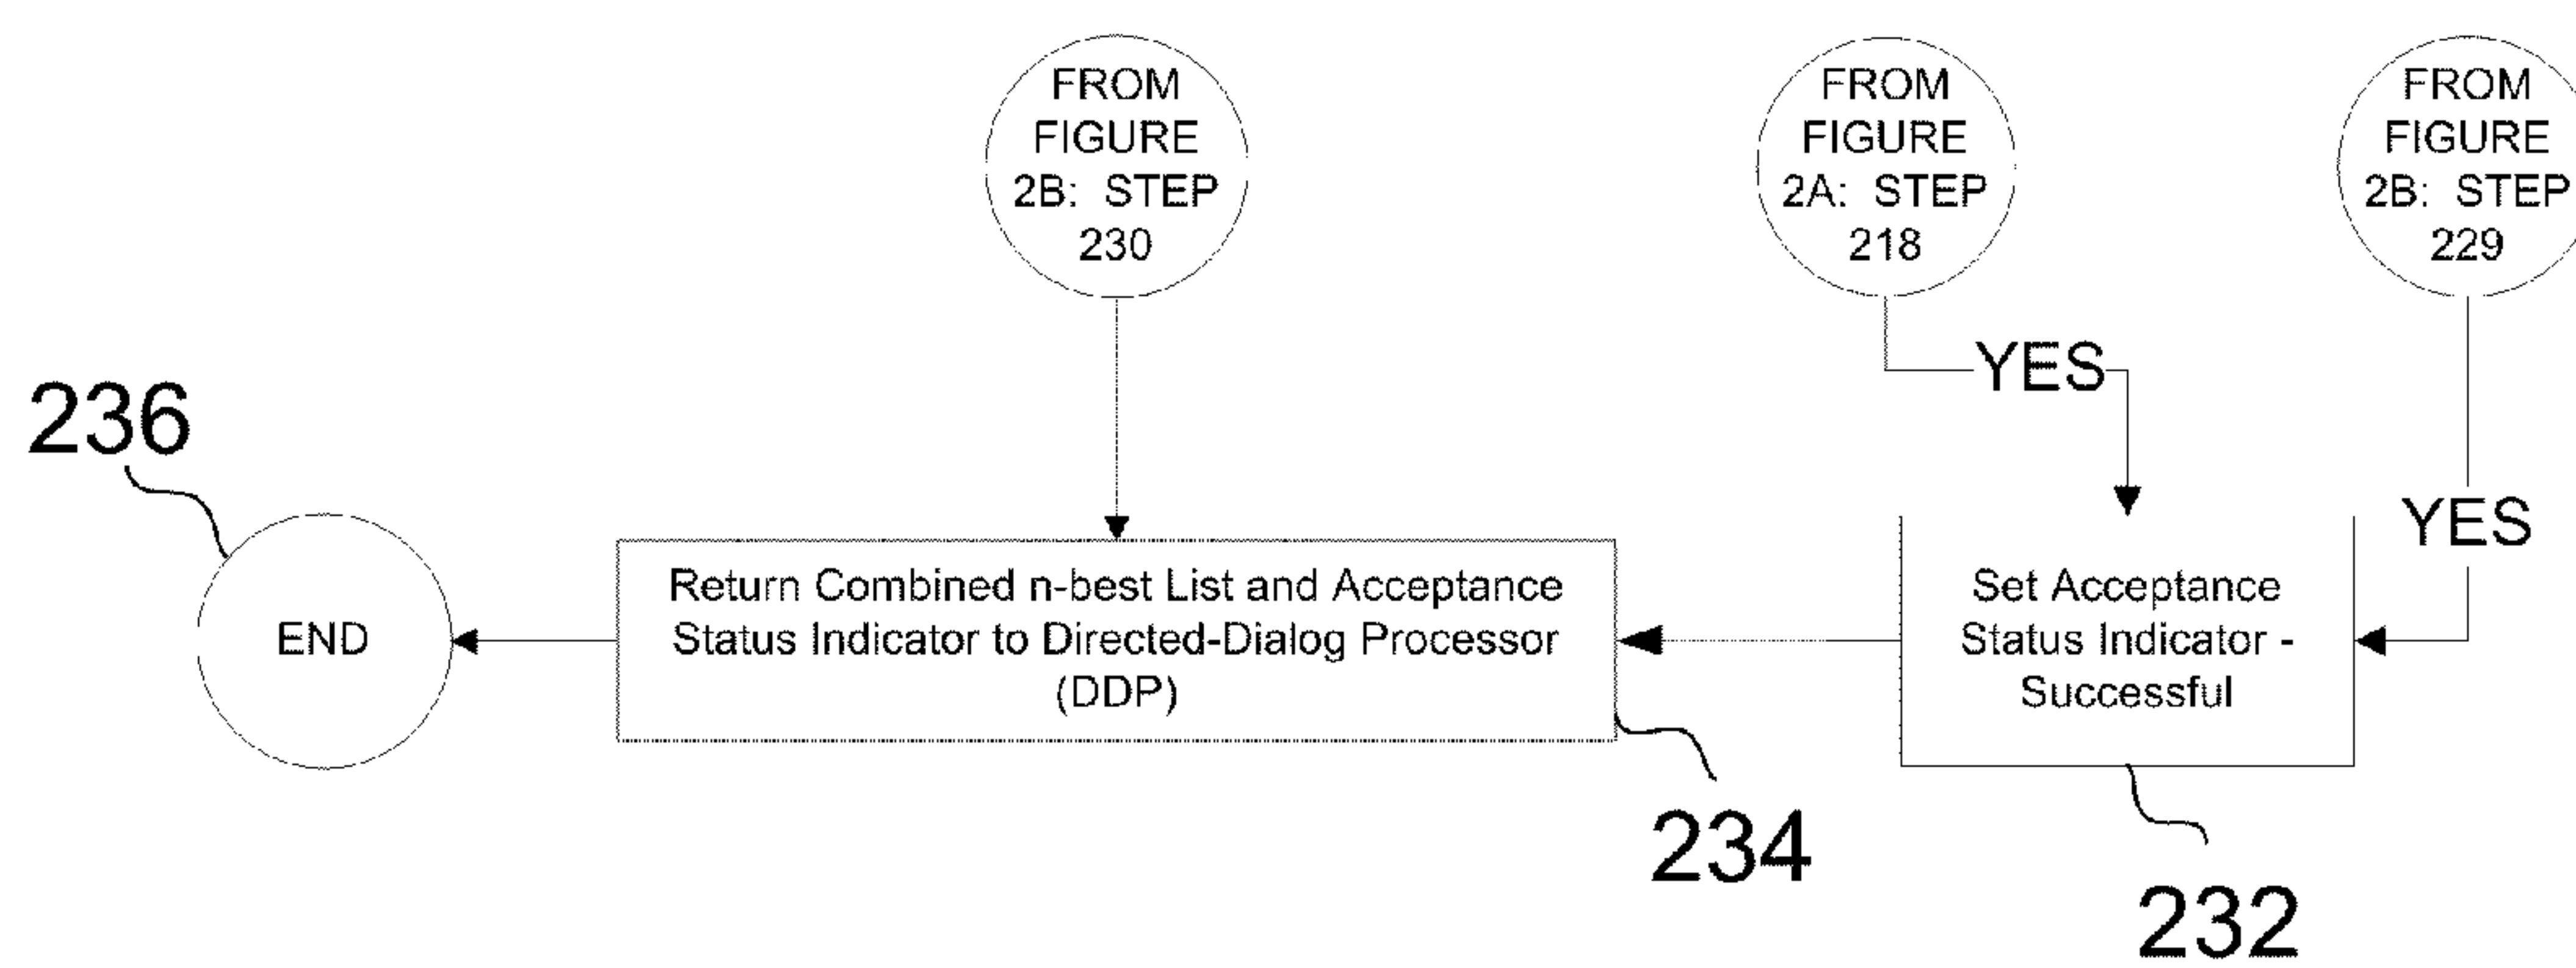 FROM
FIGURE
2B: STEP
230
FROM
FIGURE
2A: STEP
218
FROM
FIGURE
2B: STEP
229
YES
YES
236
END
Return Combined n-best List and Acceptance
Status Indicator to Directed-Dialog Processor
(DDP)
Set Acceptance
Status Indicator -
Successful
234
232